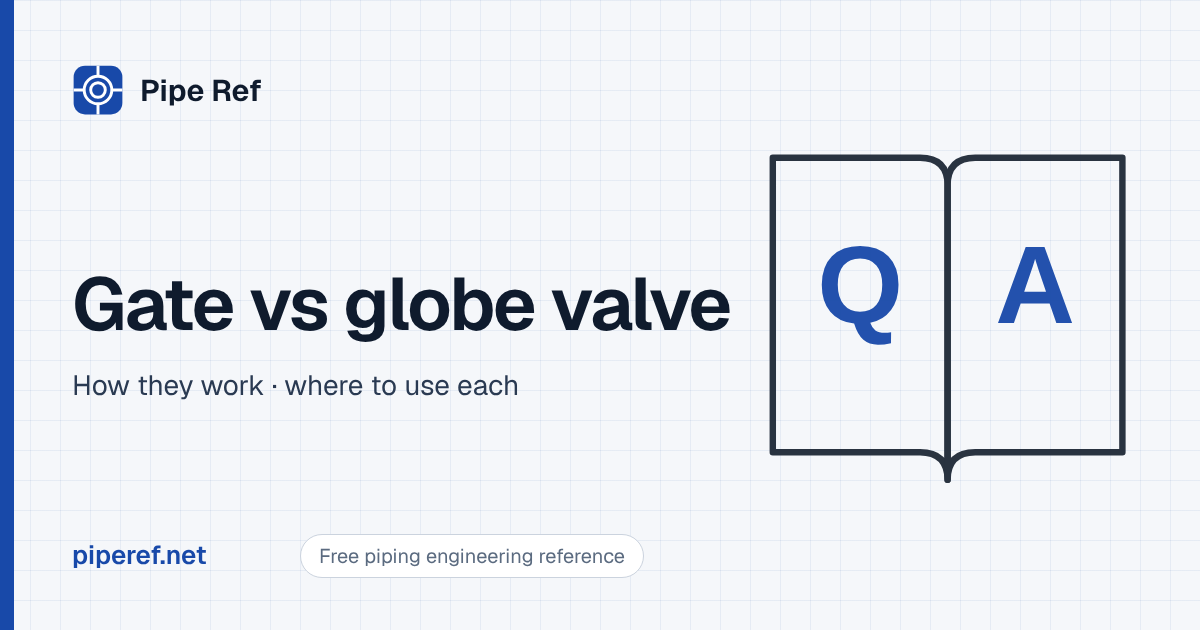 Pipe Ref
Gate vs globe valve
How they work · where to use each
Q A
piperef.net
Free piping engineering reference